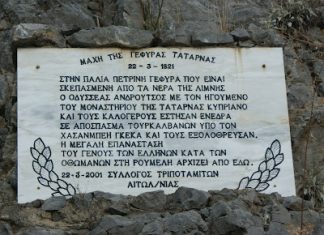 ΜΑΧΗ ΤΗΣ ΓΕΦΥΡΑΣ ΤΑΤΑΡΝΑΣ
22 - 3 - 1821
ΣΤΗΝ ΠΑΛΙΑ ΠΕΤΡΙΝΗ ΓΕΦΥΡΑ ΠΟΥ ΕΙΝΑΙ
ΣΚΕΠΑΣΜΕΝΗ ΑΠΟ ΤΑ ΝΕΡΑ ΤΗΣ ΛΙΜΝΗΣ
Ο ΟΔΥΣΣΕΑΣ ΑΝΔΡΟΥΤΣΟΣ ΜΕ ΤΟΝ ΗΓΟΥΜΕΝΟ
ΤΟΥ ΜΟΝΑΣΤΗΡΙΟΥ ΤΗΣ ΤΑΤΑΡΝΑΣ ΚΥΠΡΙΑΝΟ
ΚΑΙ ΤΟΥΣ ΚΑΛΟΓΕΡΟΥΣ ΕΣΤΗΣΑΝ ΕΝΕΔΡΑ
ΣΕ ΑΠΟΣΠΑΣΜΑ ΤΟΥΡΚΑΛΒΑΝΩΝ ΥΠΟ ΤΟΝ
ΧΑΣΑΝΜΠΕΗ ΓΚΕΚΑ ΚΑΙ ΤΟΥΣ ΕΞΟΛΟΘΡΕΥΣΑΝ.
Η ΜΕΓΑΛΗ ΕΠΑΝΑΣΤΑΣΗ
ΤΟΥ ΓΕΝΟΥΣ ΤΩΝ ΕΛΛΗΝΩΝ ΚΑΤΑ ΤΩΝ
ΟΘΩΜΑΝΩΝ ΣΤΗ ΡΟΥΜΕΛΗ ΑΡΧΙΖΕΙ ΑΠΟ ΕΔΩ.
22-3-2001 ΣΥΛΛΟΓΟΣ ΤΡΙΠΟΤΑΜΙΤΩΝ
ΑΙΤΩΛ/ΝΙΑΣ